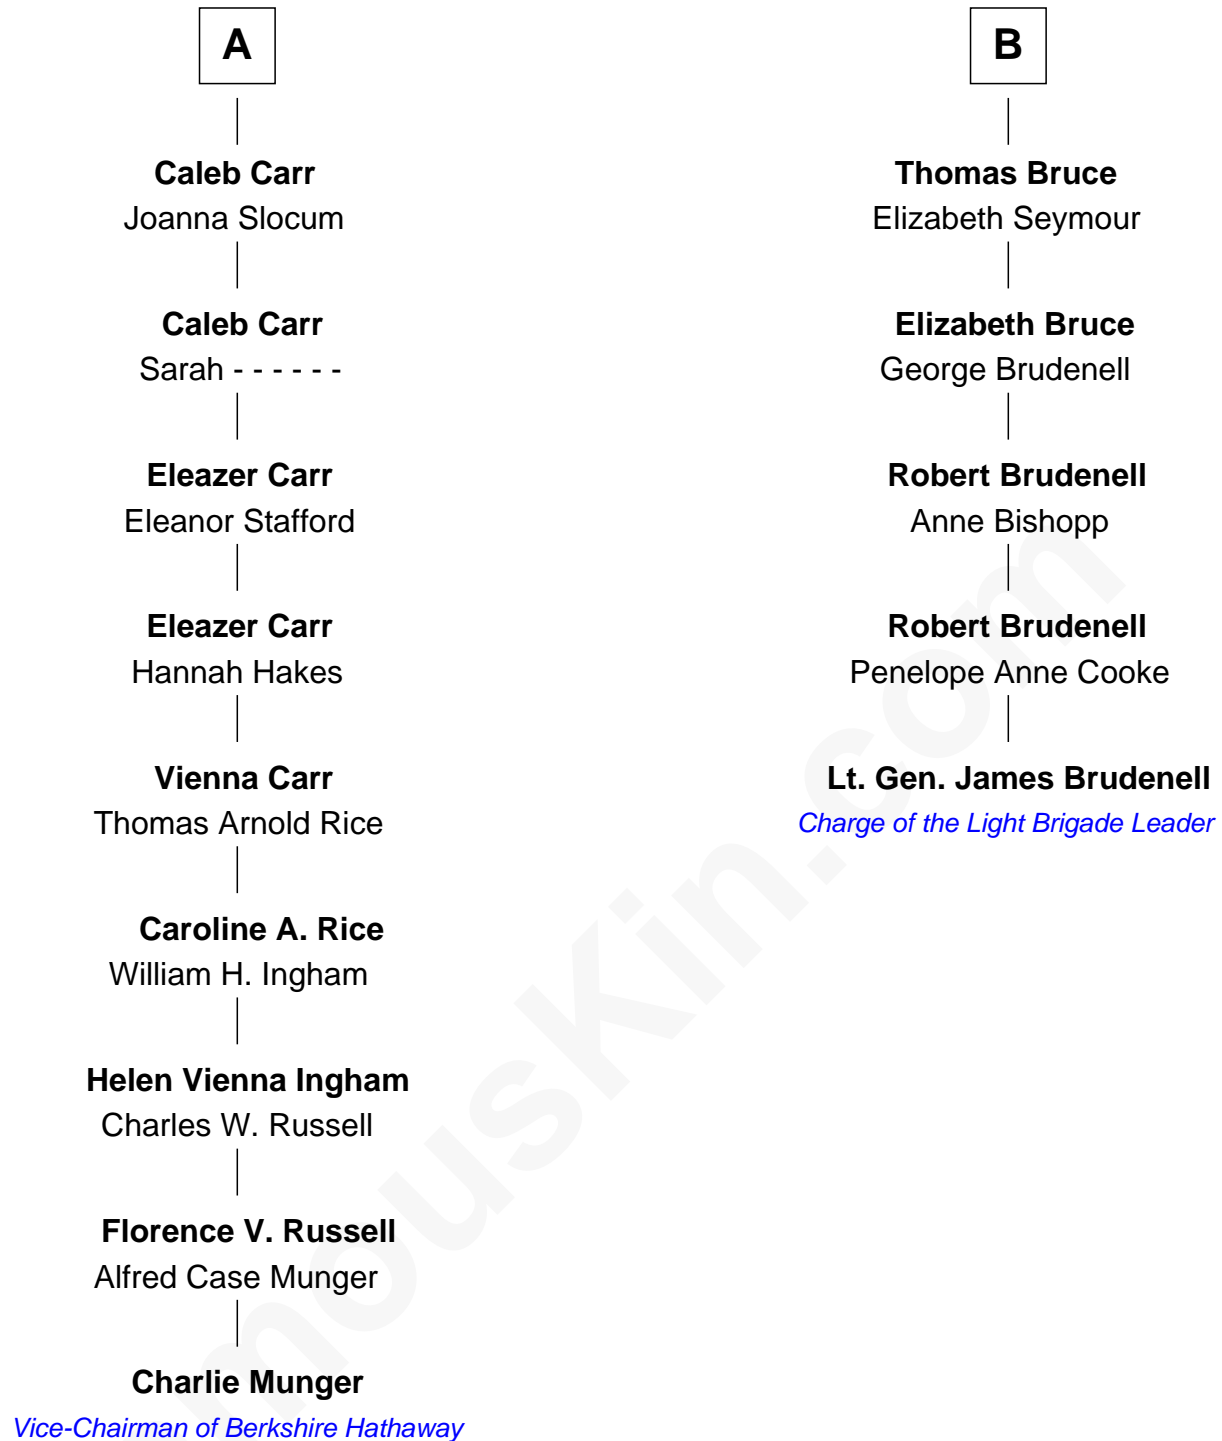 A
Caleb Carr
Joanna Slocum
Caleb Carr
Sarah - - - - - -
Eleazer Carr
Eleanor Stafford
Eleazer Carr
Hannah Hakes
Vienna Carr
Thomas Arnold Rice
Caroline A. Rice
William H. Ingham
Helen Vienna Ingham
Charles W. Russell
Florence V. Russell
Alfred Case Munger
Charlie Munger
Vice-Chairman of Berkshire Hathaway
B
Thomas Bruce
Elizabeth Seymour
Elizabeth Bruce
George Brudenell
Robert Brudenell
Anne Bishopp
Robert Brudenell
Penelope Anne Cooke
Lt. Gen. James Brudenell
Charge of the Light Brigade Leader
mousKin.com